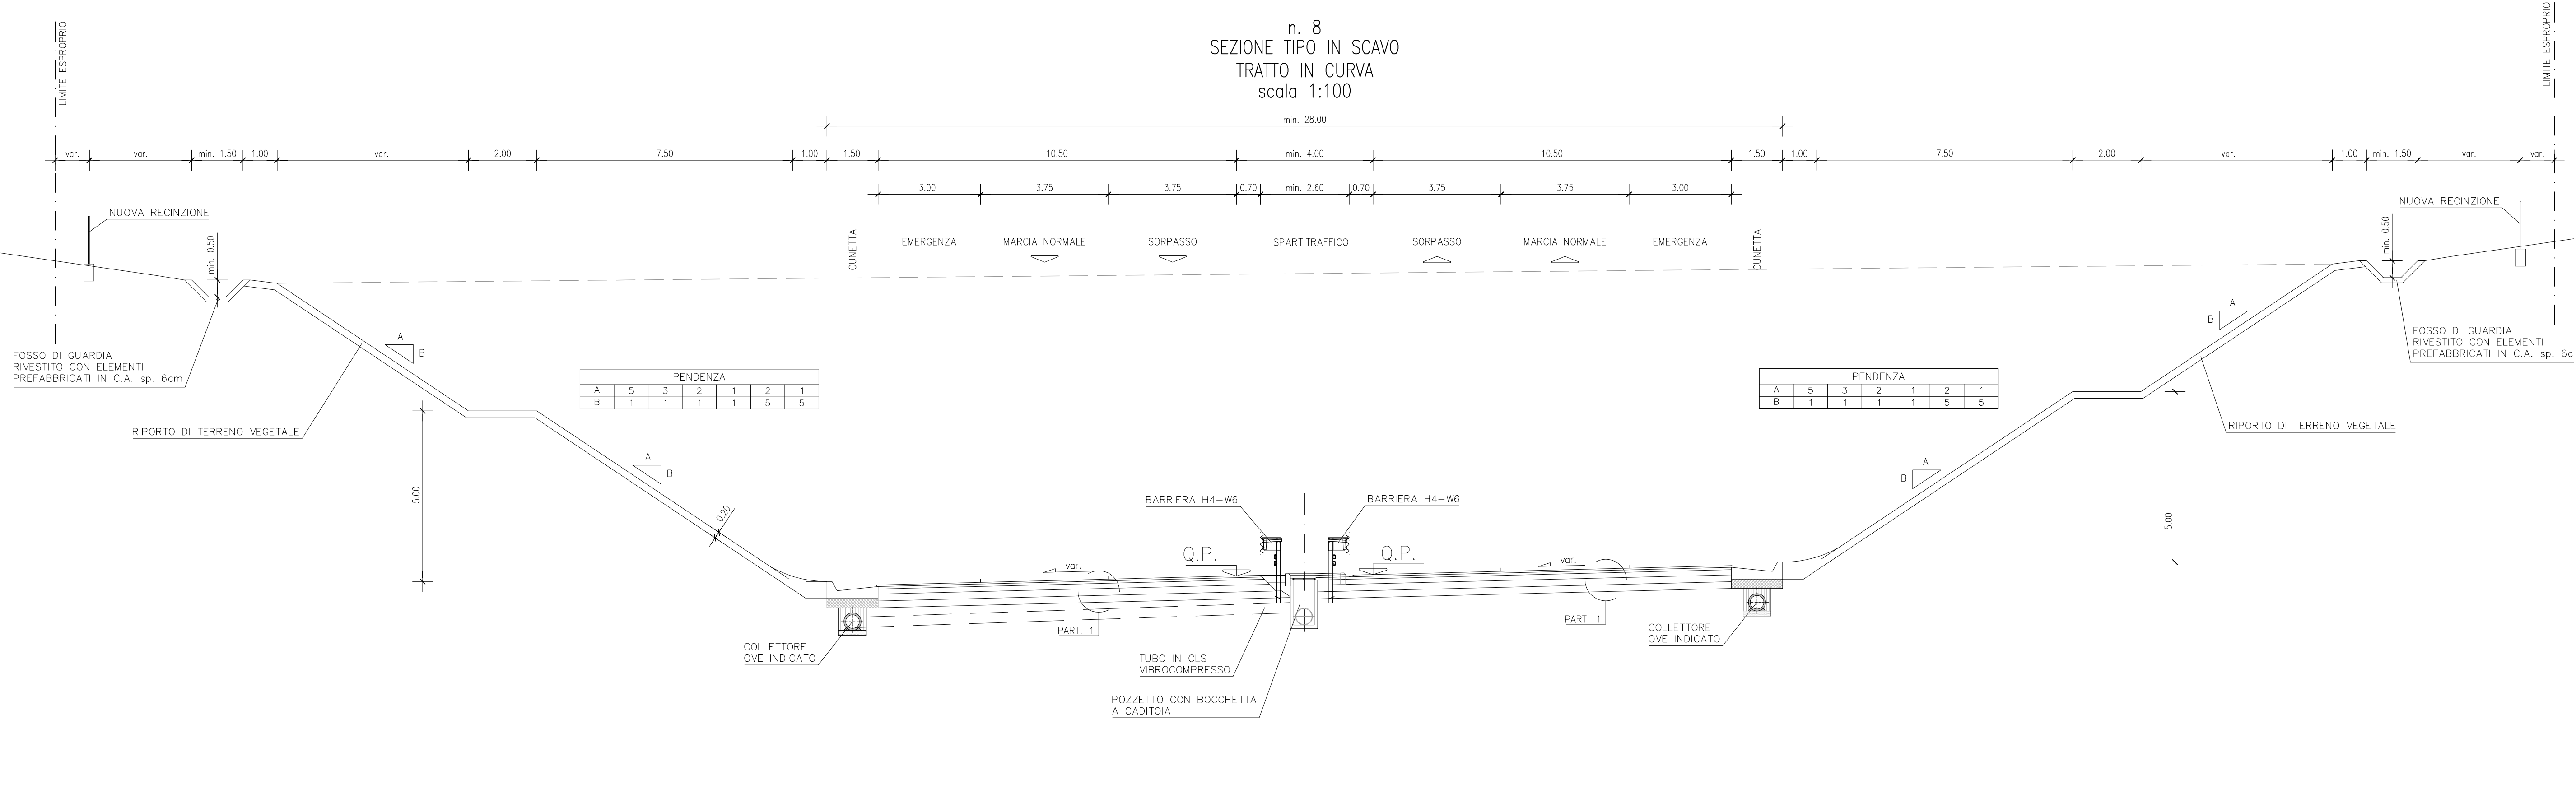 n. 8
SEZIONE TIPO IN SCAVO
TRATTO IN CURVA
scala 1:100
LIMITE ESPROPRIO
LIMITE ESPROPRIO
min. 28.00
var. var. min. 1.50 1.00 var. 2.00 7.50 1.00 1.50 10.50 min. 4.00 10.50 1.50 1.00 7.50 2.00 var. 1.00 min. 1.50 var. var.
3.00 3.75 3.75 0.70 min. 2.60 0.70 3.75 3.75 3.00
NUOVA RECINZIONE
NUOVA RECINZIONE
min. 0.50
min. 0.50
CUNETTA
EMERGENZA MARCIA NORMALE SORPASSO SPARTITRAFFICO SORPASSO MARCIA NORMALE EMERGENZA
CUNETTA
FOSSO DI GUARDIA
RIVESTITO CON ELEMENTI
PREFABBRICATI IN C.A. sp. 6cm
A
B
A
B
FOSSO DI GUARDIA
RIVESTITO CON ELEMENTI
PREFABBRICATI IN C.A. sp. 6c
PENDENZA
A 5 3 2 1 2 1
B 1 1 1 1 5 5
PENDENZA
A 5 3 2 1 2 1
B 1 1 1 1 5 5
RIPORTO DI TERRENO VEGETALE
RIPORTO DI TERRENO VEGETALE
A
B
A
B
5.00
5.00
0.20
BARRIERA H4-W6
BARRIERA H4-W6
Q.P.
Q.P.
var.
var.
PART. 1
PART. 1
COLLETTORE
OVE INDICATO
COLLETTORE
OVE INDICATO
TUBO IN CLS
VIBROCOMPRESSO
POZZETTO CON BOCCHETTA
A CADITOIA